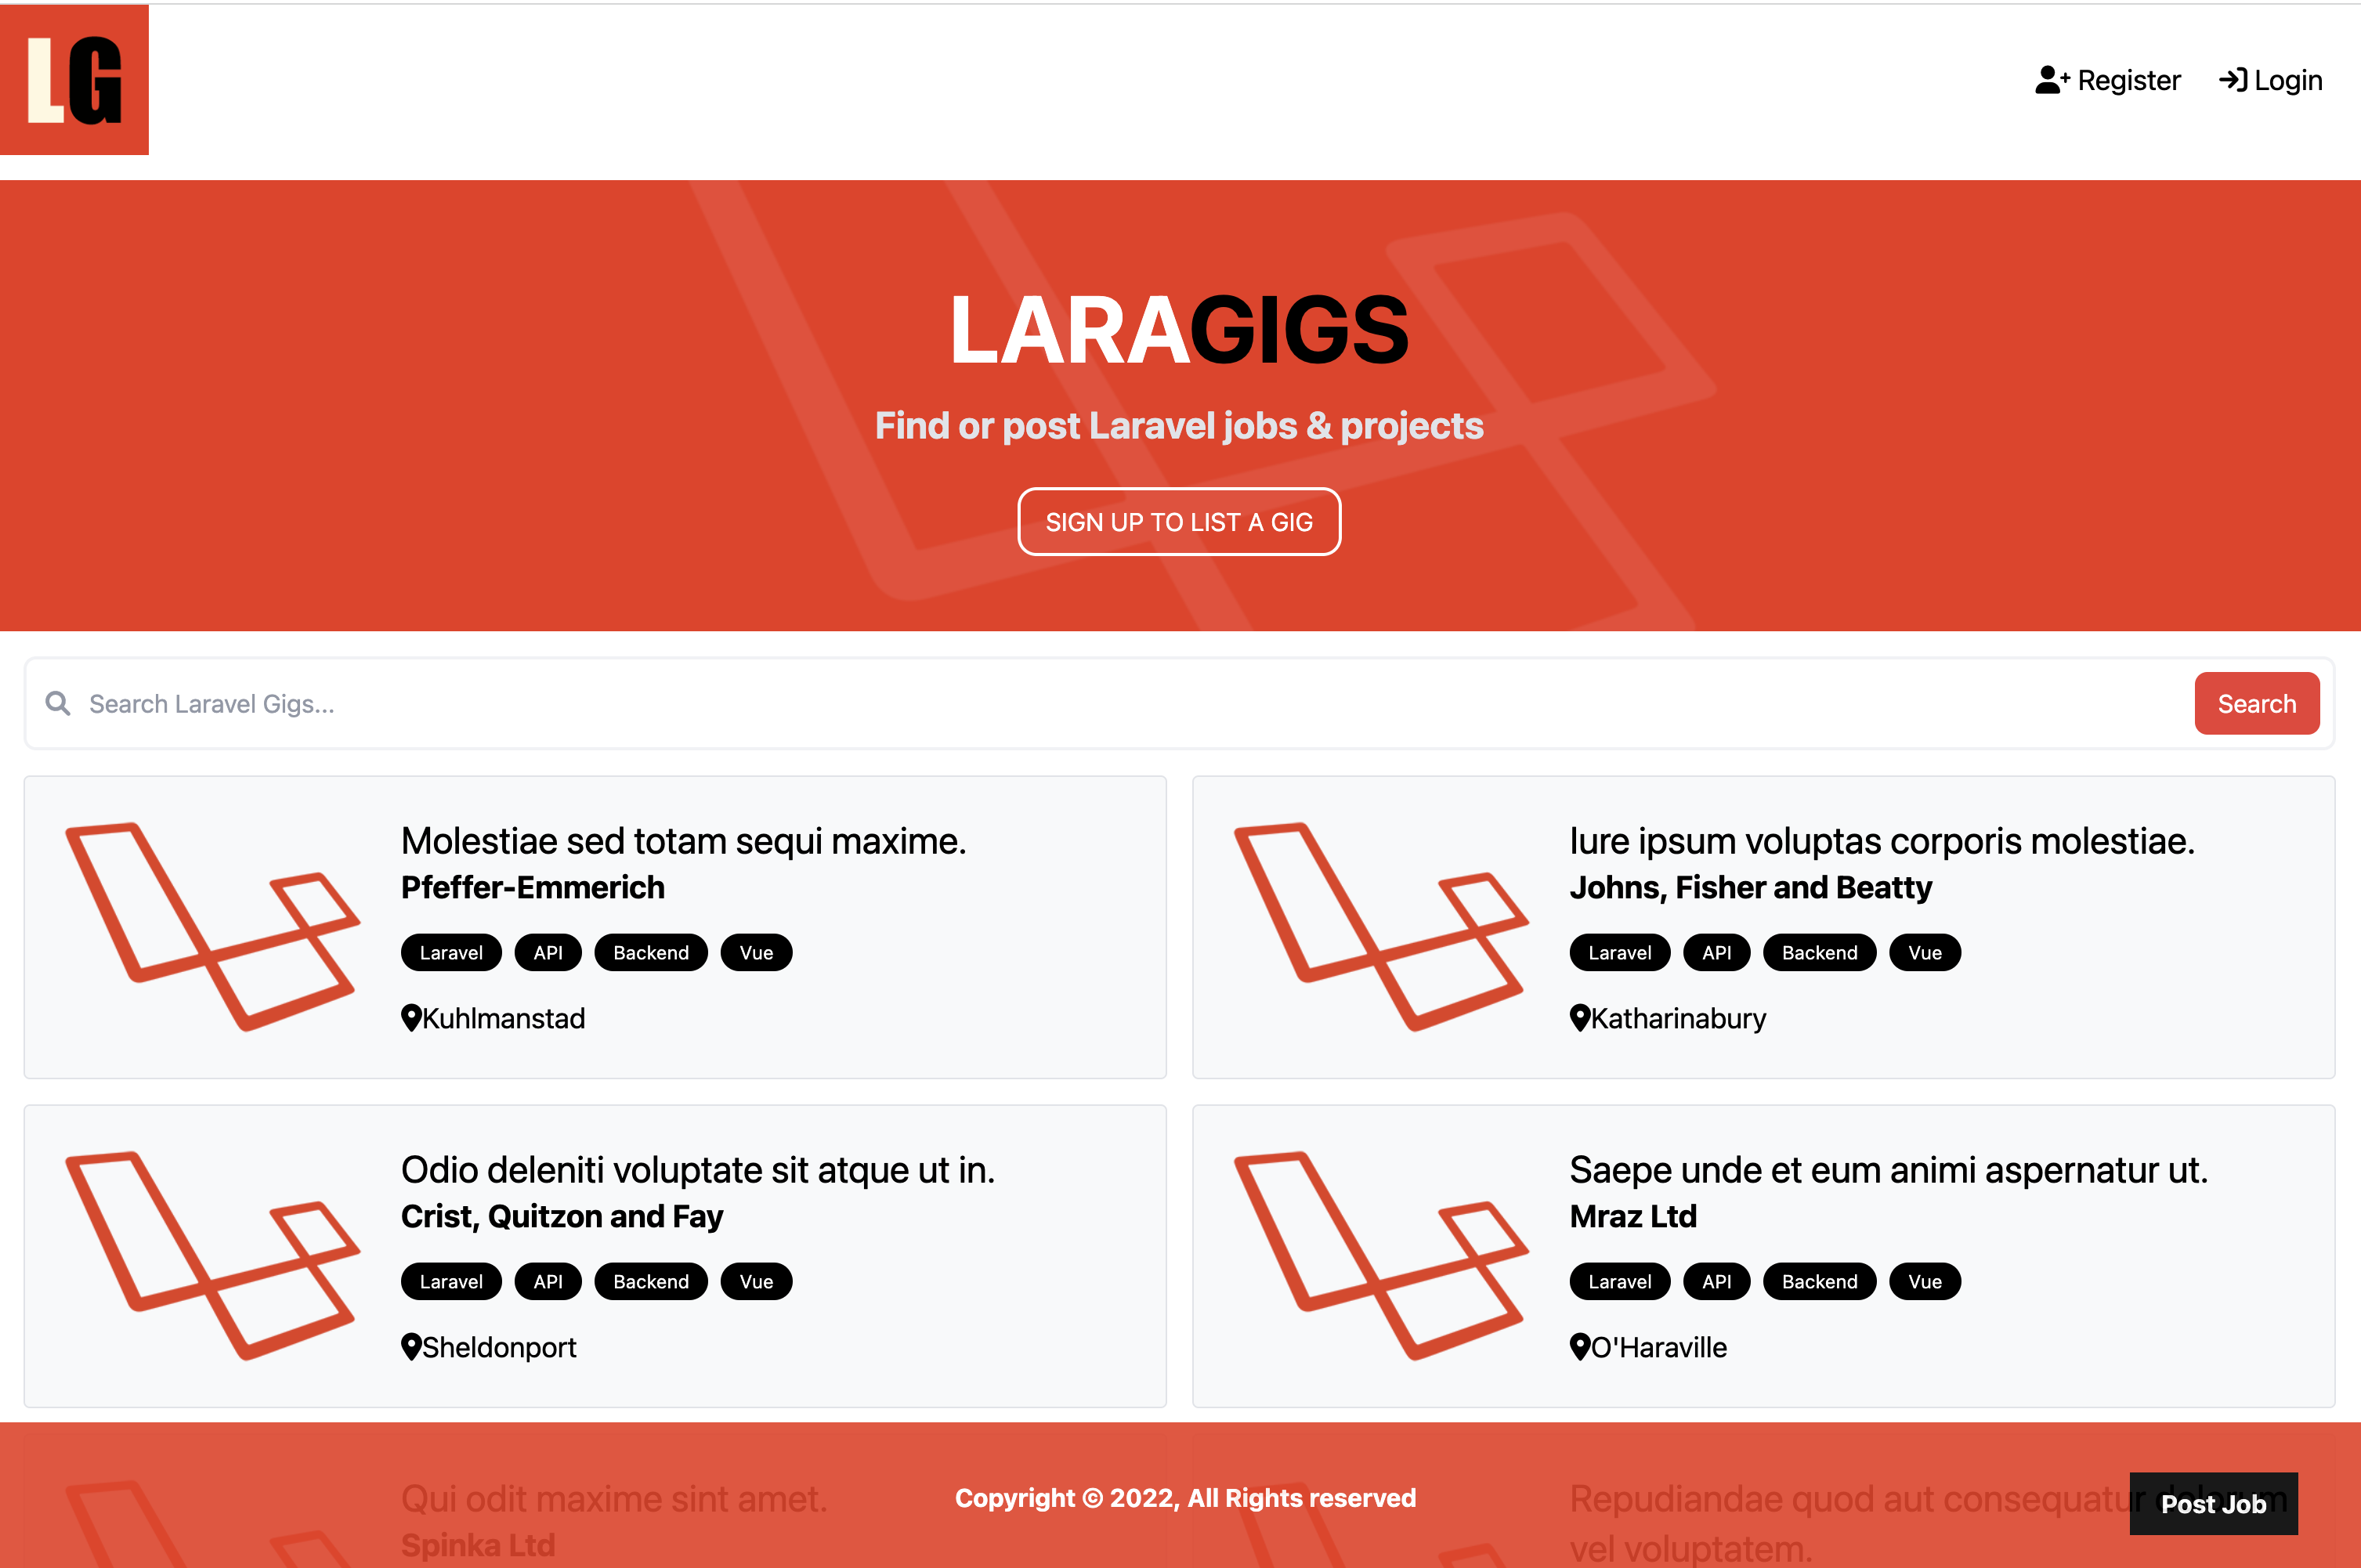 LG
Register
Login
LARAGIGS
Find or post Laravel jobs & projects
SIGN UP TO LIST A GIG
Search Laravel Gigs...
Search
Molestiae sed totam sequi maxime.
Pfeffer-Emmerich
Laravel API Backend Vue
Kuhlmanstad
Iure ipsum voluptas corporis molestiae.
Johns, Fisher and Beatty
Laravel API Backend Vue
Katharinabury
Odio deleniti voluptate sit atque ut in.
Crist, Quitzon and Fay
Laravel API Backend Vue
Sheldonport
Saepe unde et eum animi aspernatur ut.
Mraz Ltd
Laravel API Backend Vue
O'Haraville
Qui odit maxime sint amet.
Spinka Ltd
Repudiandae quod aut consequatur dolorum
vel voluptatem.
Copyright © 2022, All Rights reserved
Post Job